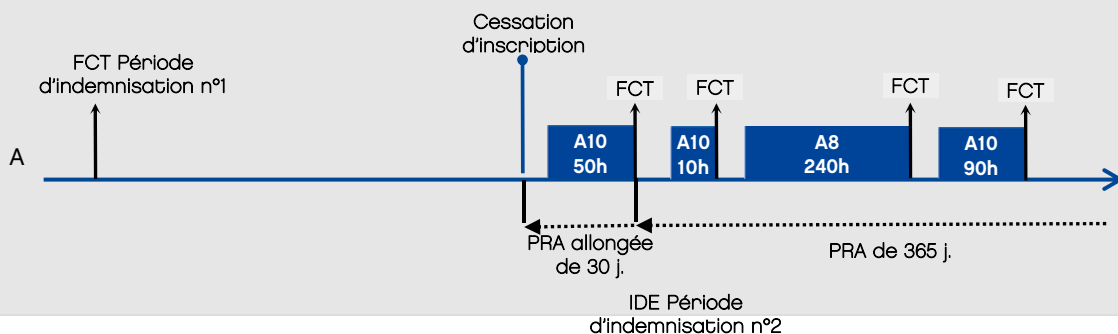 Cessation
d'inscription
FCT Période
d'indemnisation n°1
FCT
FCT
FCT
FCT
A
A10
50h
A10
10h
A8
240h
A10
90h
PRA allongée
de 30 j.
PRA de 365 j.
IDE Période
d'indemnisation n°2